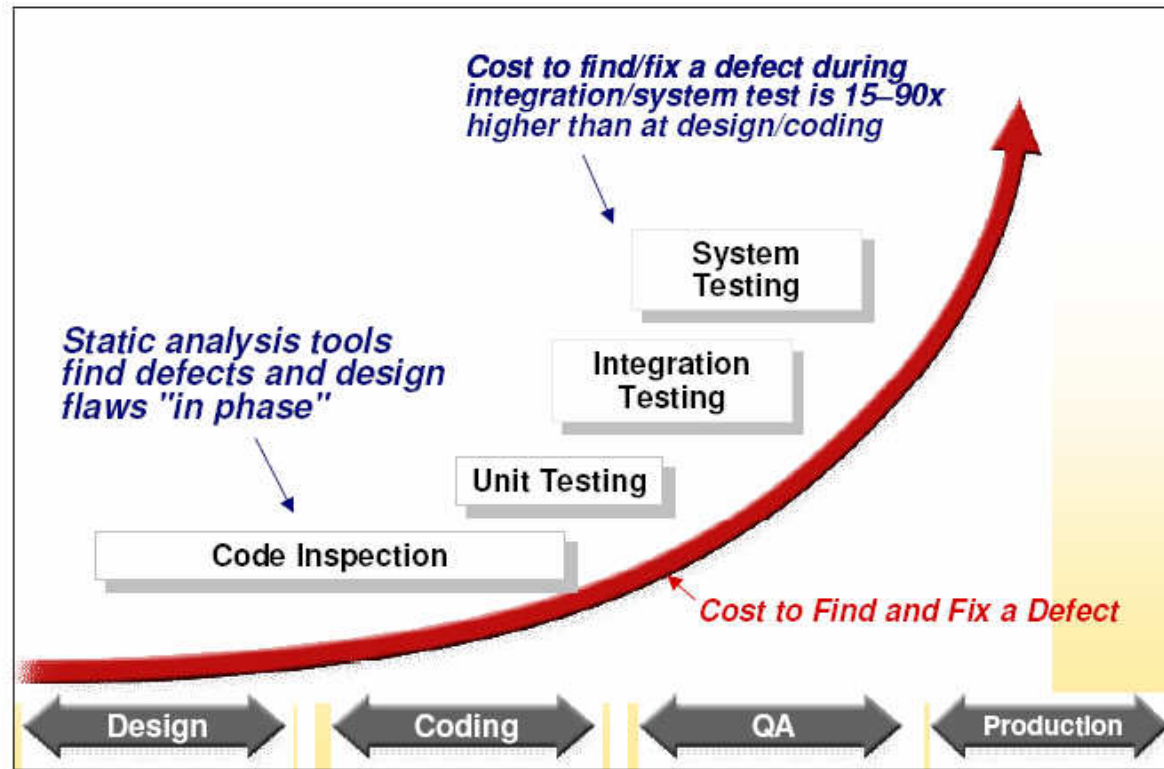 Cost to find/fix a defect during
integration/system test is 15–90x
higher than at design/coding
System
Testing
Static analysis tools
find defects and design
flaws "in phase"
Integration
Testing
Unit Testing
Code Inspection
Cost to Find and Fix a Defect
Design
Coding
QA
Production